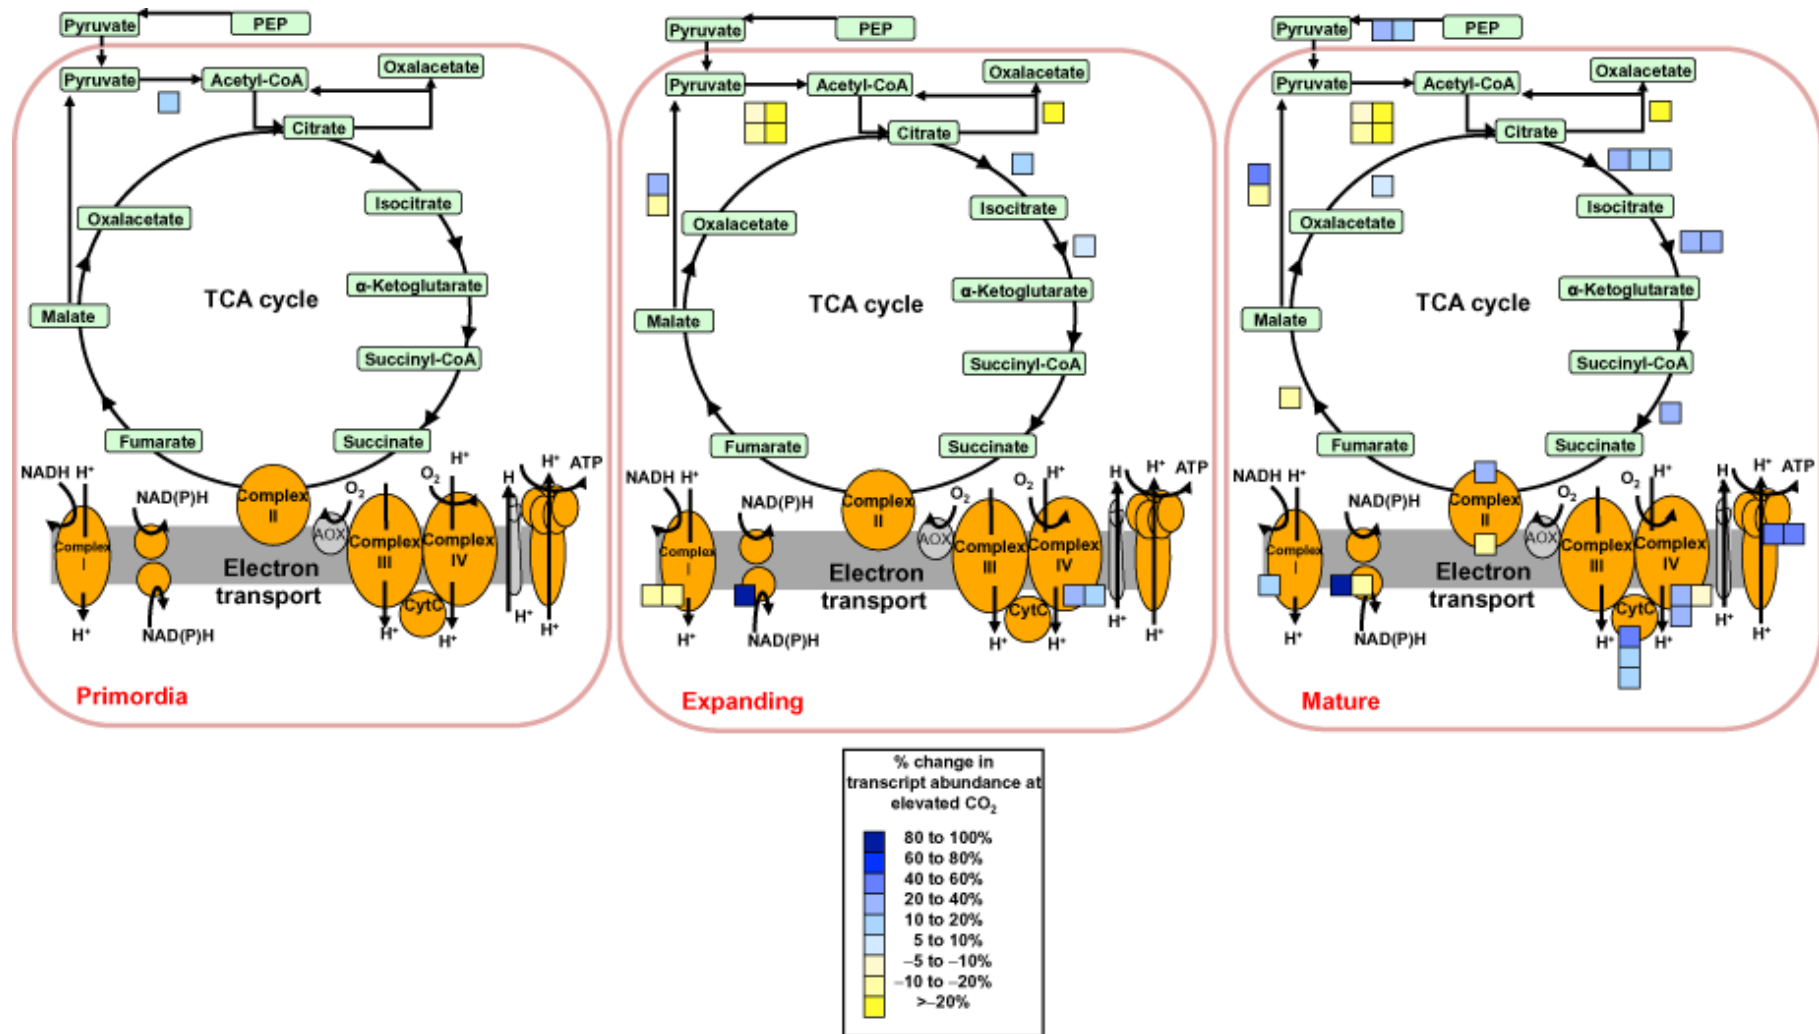 Pyruvate
PEP
Pyruvate
Acetyl-CoA
Oxalacetate
Citrate
Isocitrate
Oxalacetate
α-Ketoglutarate
TCA cycle
Malate
Succinyl-CoA
Fumarate
Succinate
NADH H⁺
NAD(P)H
Complex
II
O₂
AOX
O₂
H⁺
H
H⁺
ATP
Complex
I
Complex
III
Complex
IV
Electron
transport
CytC
H⁺
NAD(P)H
H⁺
H⁺
H⁺
H⁺
Primordia
Pyruvate
PEP
Pyruvate
Acetyl-CoA
Oxalacetate
Citrate
Isocitrate
Oxalacetate
α-Ketoglutarate
TCA cycle
Malate
Succinyl-CoA
Fumarate
Succinate
NADH H⁺
NAD(P)H
Complex
II
O₂
AOX
O₂
H⁺
H
H⁺
ATP
Complex
I
Complex
III
Complex
IV
Electron
transport
CytC
H⁺
NAD(P)H
H⁺
H⁺
H
H⁺
Expanding
Pyruvate
PEP
Pyruvate
Acetyl-CoA
Oxalacetate
Citrate
Isocitrate
Oxalacetate
α-Ketoglutarate
TCA cycle
Malate
Succinyl-CoA
Fumarate
Succinate
NADH H⁺
NAD(P)H
Complex
II
O₂
AOX
O₂
H⁺
H
H⁺
ATP
Complex
I
Complex
III
Complex
IV
Electron
transport
CytC
H⁺
NAD(P)H
H⁺
H⁺
H
H⁺
Mature
% change in
transcript abundance at
elevated CO₂
80 to 100%
60 to 80%
40 to 60%
20 to 40%
10 to 20%
5 to 10%
–5 to –10%
–10 to –20%
>–20%